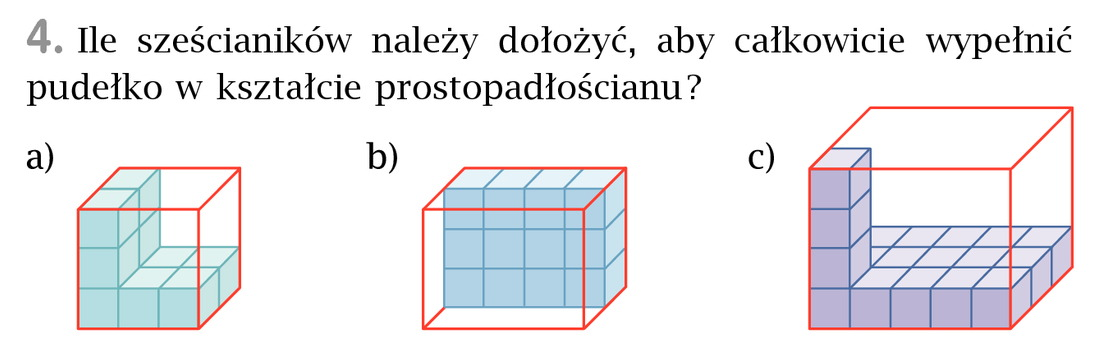 4. Ile sześcianików należy dołożyć, aby całkowicie wypełnić
pudełko w kształcie prostopadłościanu?
a) b) c)